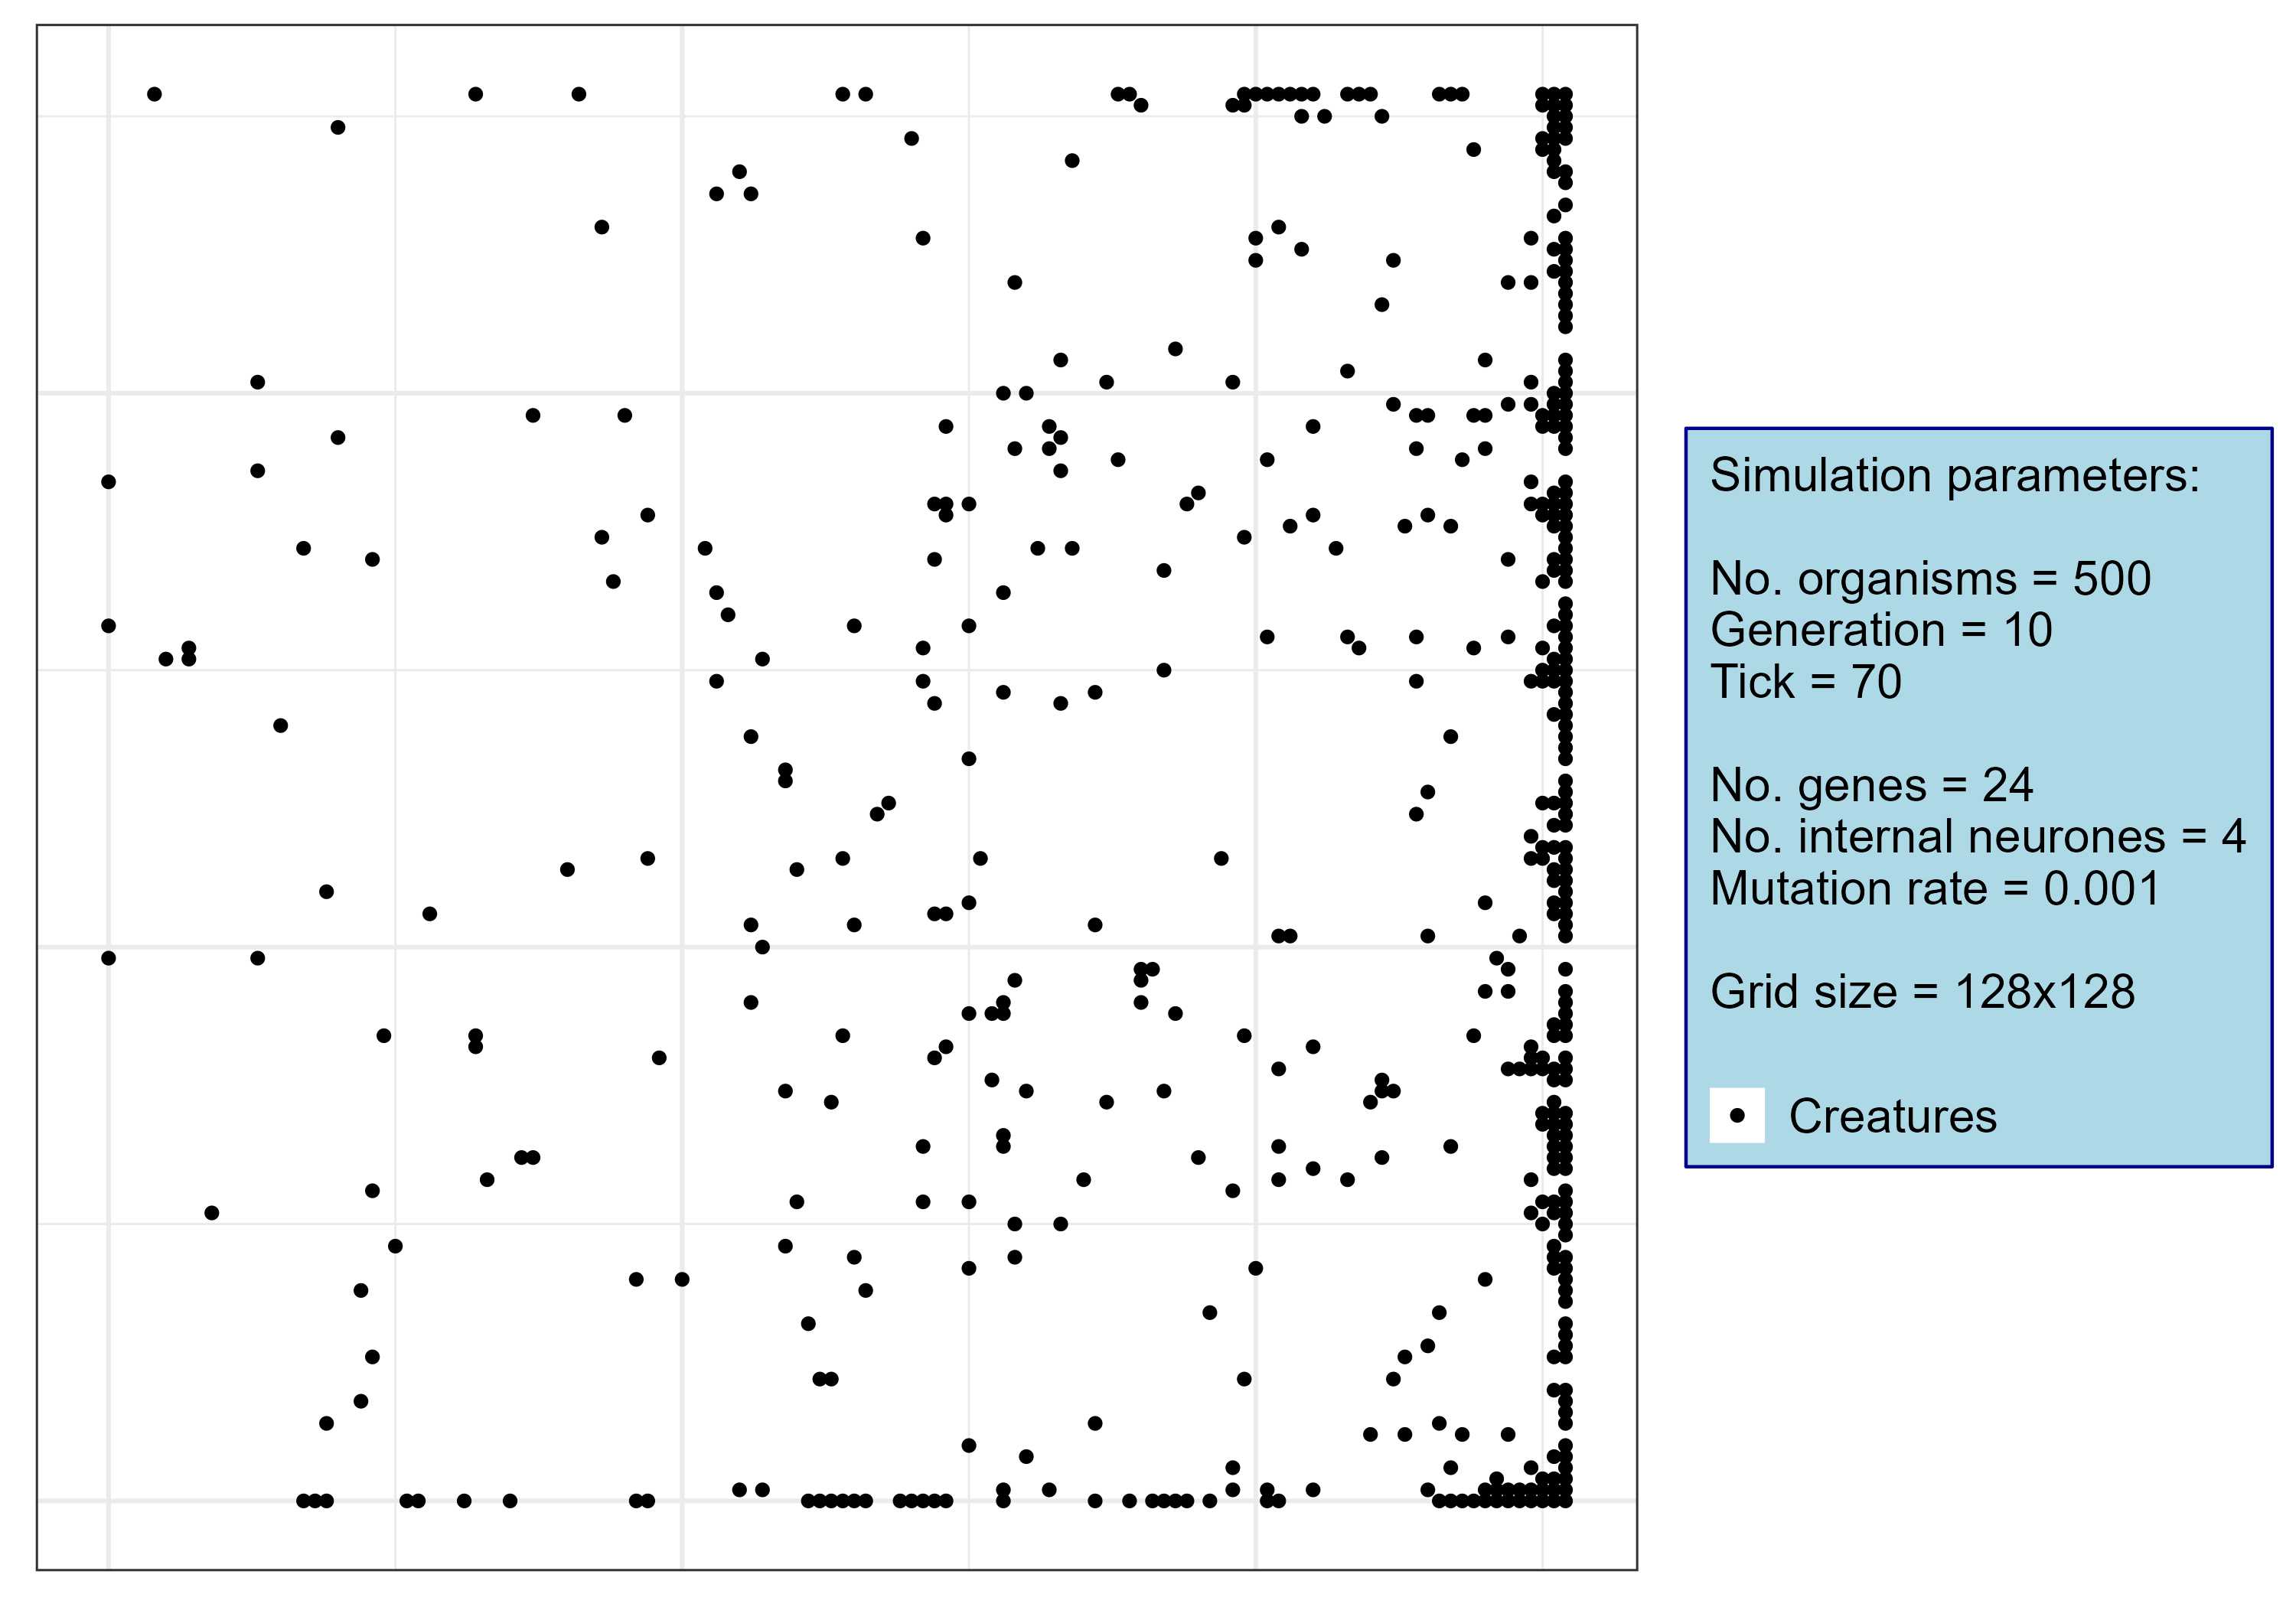 Simulation parameters:
No. organisms = 500
Generation = 10
Tick = 70
No. genes = 24
No. internal neurones = 4
Mutation rate = 0.001
Grid size = 128x128
Creatures